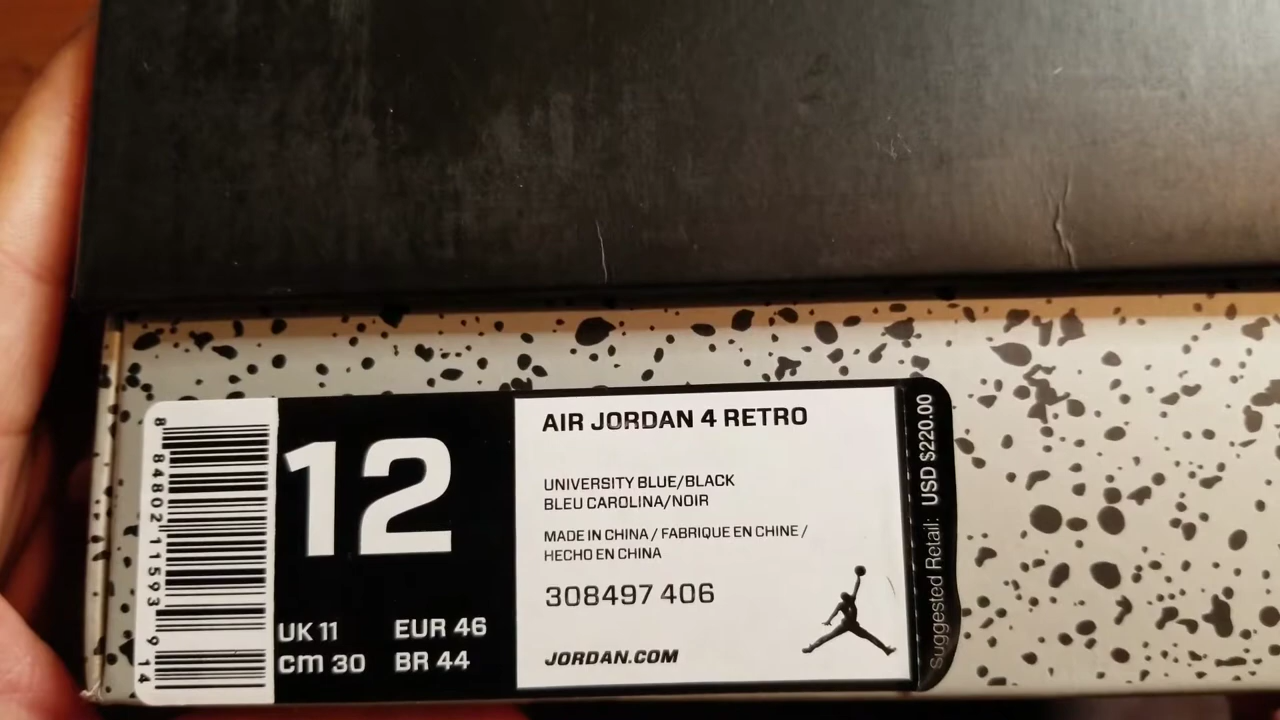 8 84802 11593 9 14
12
UK 11 EUR 46
cm 30 BR 44
AIR JORDAN 4 RETRO
UNIVERSITY BLUE/BLACK
BLEU CAROLINA/NOIR
MADE IN CHINA / FABRIQUE EN CHINE /
HECHO EN CHINA
308497 406
JORDAN.COM
Suggested Retail: USD $220.00